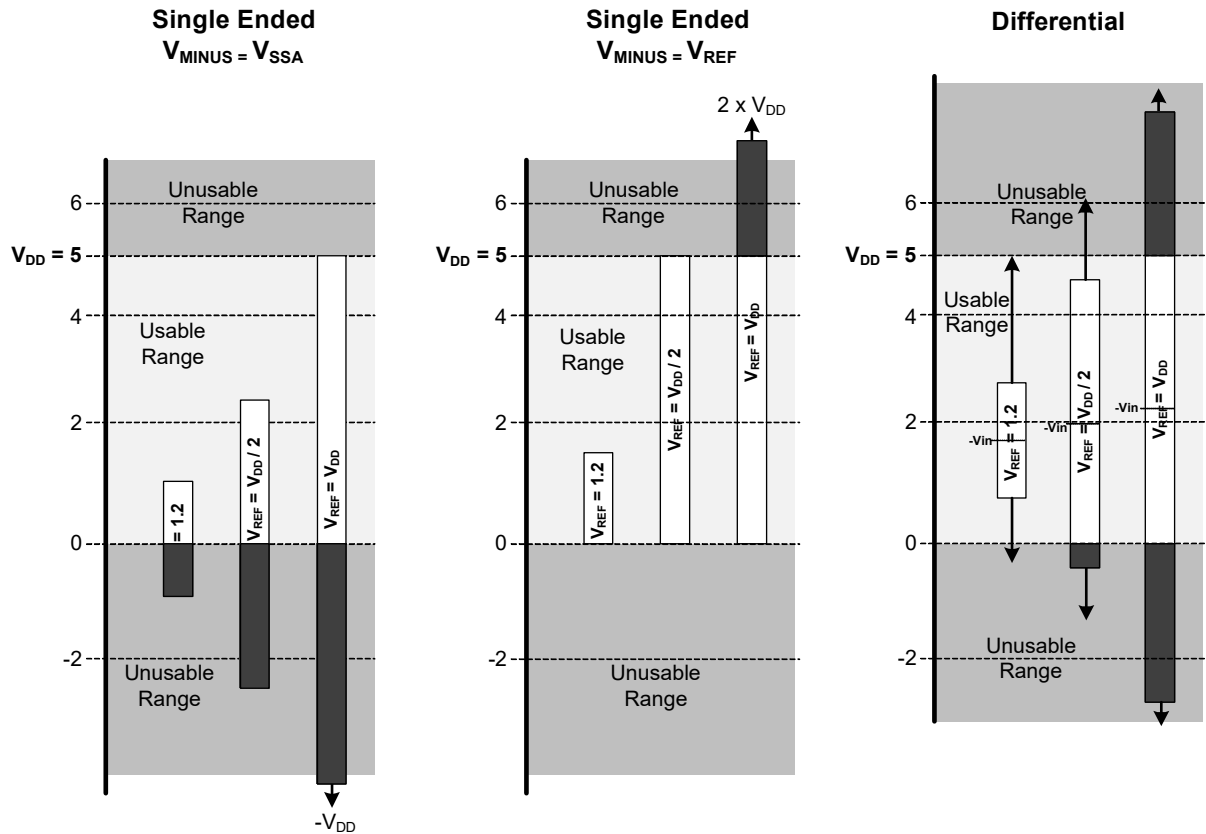 Single Ended
VMINUS = VSSA
6
Unusable
Range
VDD = 5
4
Usable
Range
2
= 1.2
VREF = VDD / 2
VREF = VDD
0
-2
Unusable
Range
-VDD
Single Ended
VMINUS = VREF
2 x VDD
6
Unusable
Range
VDD = 5
4
Usable
Range
2
VREF = 1.2
VREF = VDD / 2
VREF = VDD
0
-2
Unusable
Range
Differential
6
Unusable
Range
VDD = 5
4
Usable
Range
2
-Vin
VREF = 1.2
-Vin
VREF = VDD / 2
-Vin
VREF = VDD
0
-2
Unusable
Range